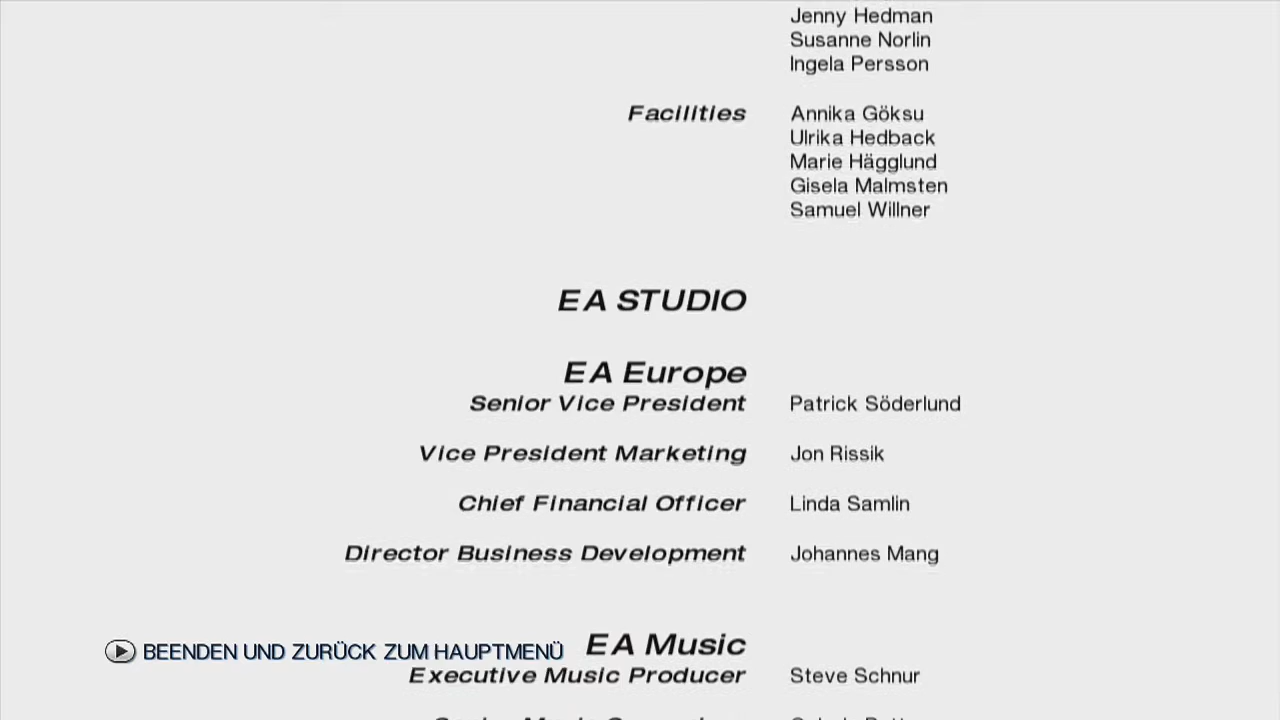 Jenny Hedman
Susanne Norlin
Ingela Persson
Facilities Annika Göksu
Ulrika Hedback
Marie Hägglund
Gisela Malmsten
Samuel Willner
EA STUDIO
EA Europe
Senior Vice President Patrick Söderlund
Vice President Marketing Jon Rissik
Chief Financial Officer Linda Samlin
Director Business Development Johannes Mang
EA Music
BEENDEN UND ZURÜCK ZUM HAUPTMENÜ
Executive Music Producer Steve Schnur